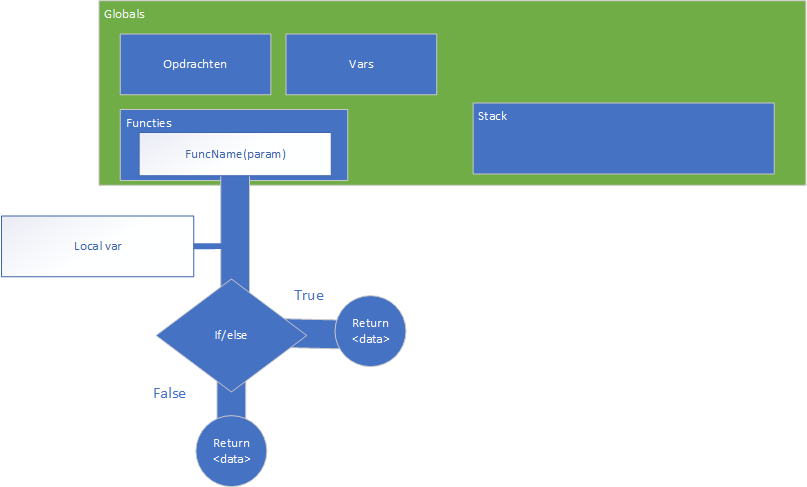 Globals
Opdrachten
Vars
Stack
Functies
FuncName(param)
Local var
True
If/else
Return
<data>
False
Return
<data>